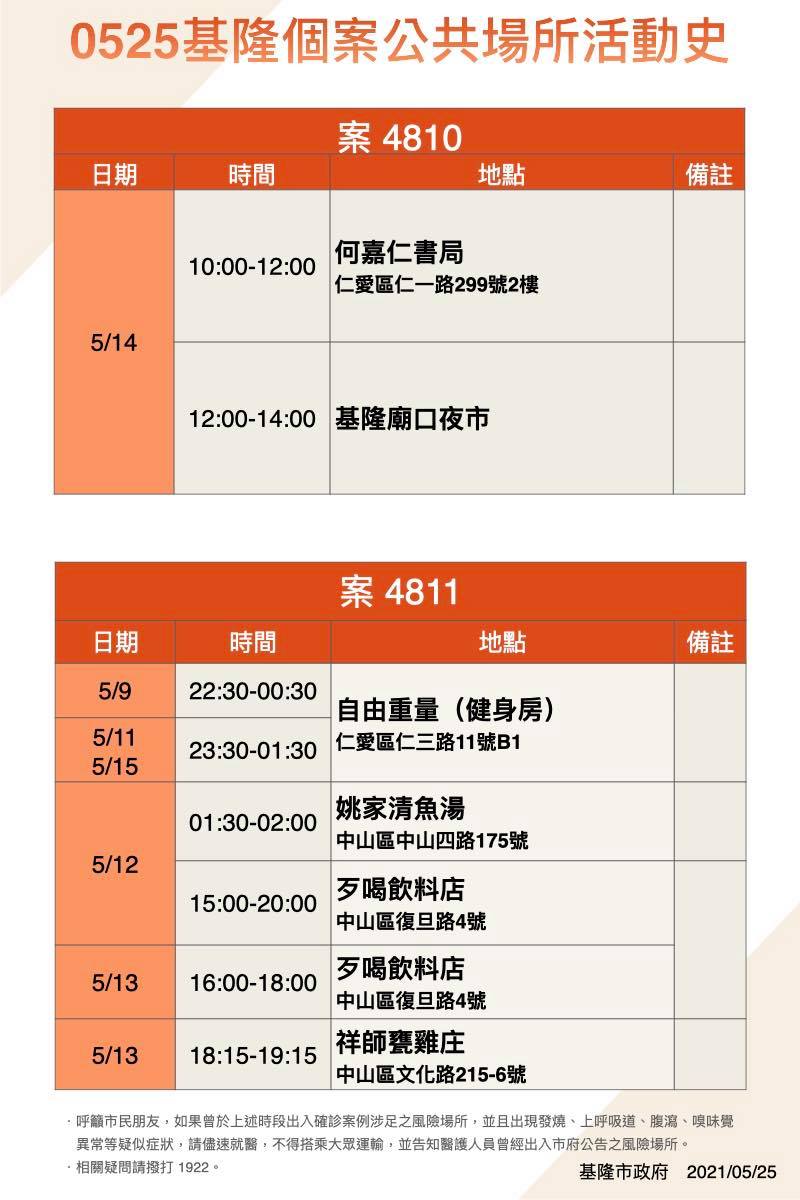 0525基隆個案公共場所活動史
案 4810
日期 時間 地點 備註
5/14
10:00-12:00
何嘉仁書局
仁愛區仁一路299號2樓
12:00-14:00 基隆廟口夜市
案 4811
日期 時間 地點 備註
5/9 22:30-00:30
自由重量（健身房）
仁愛區仁三路11號B1
5/11
5/15
23:30-01:30
5/12
01:30-02:00
姚家清魚湯
中山區中山四路175號
15:00-20:00
歹喝飲料店
中山區復旦路4號
5/13 16:00-18:00
歹喝飲料店
中山區復旦路4號
5/13 18:15-19:15
祥師甕雞庄
中山區文化路215-6號
· 呼籲市民朋友，如果曾於上述時段出入確診案例涉足之風險場所，並且出現發燒、上呼吸道、腹瀉、嗅味覺
異常等疑似症狀，請儘速就醫，不得搭乘大眾運輸，並告知醫護人員曾經出入市府公告之風險場所。
· 相關疑問請撥打 1922。
基隆市政府 2021/05/25